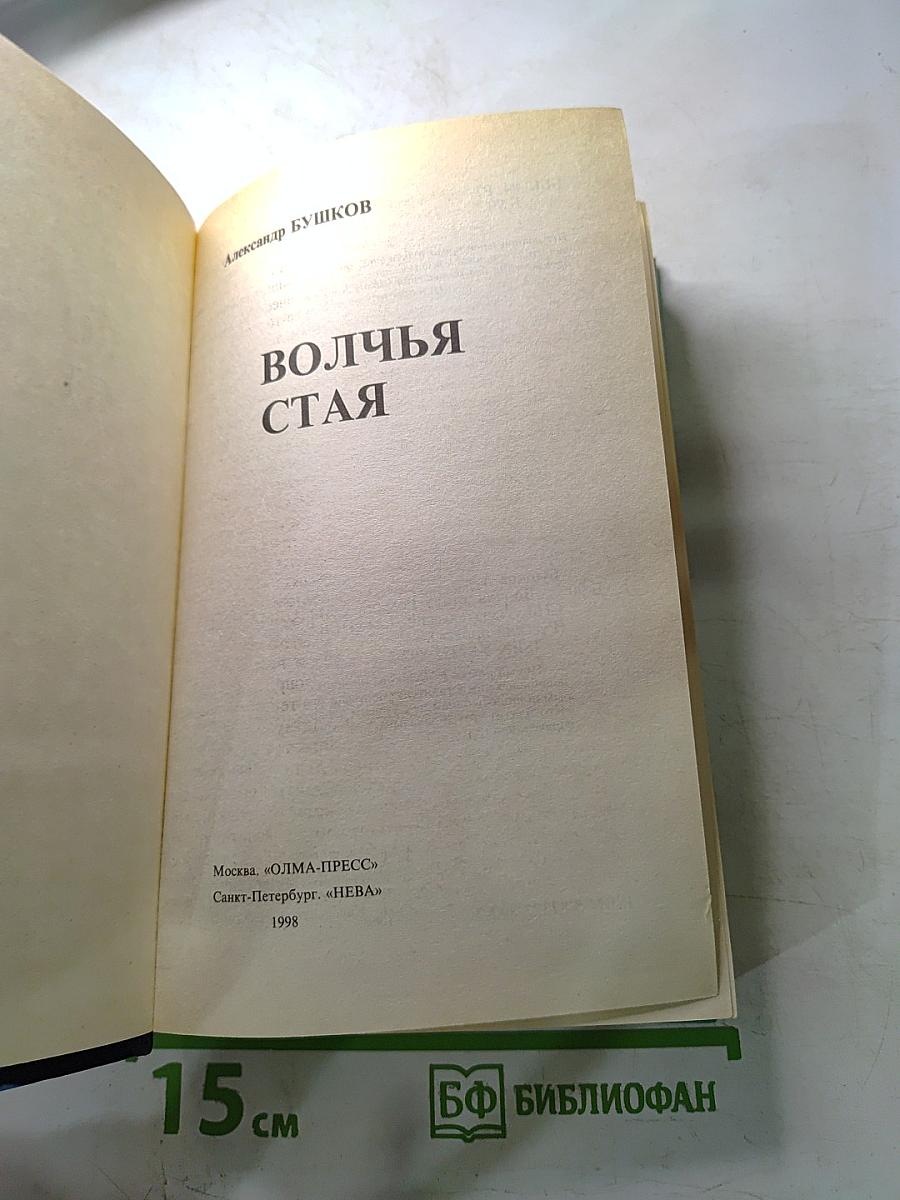 Александр БУШКОВ
ВОЛЧЬЯ
СТАЯ
Москва. «ОЛМА-ПРЕСС»
Санкт-Петербург. «НЕВА»
1998
15 см
БФ БИБЛИОФАН